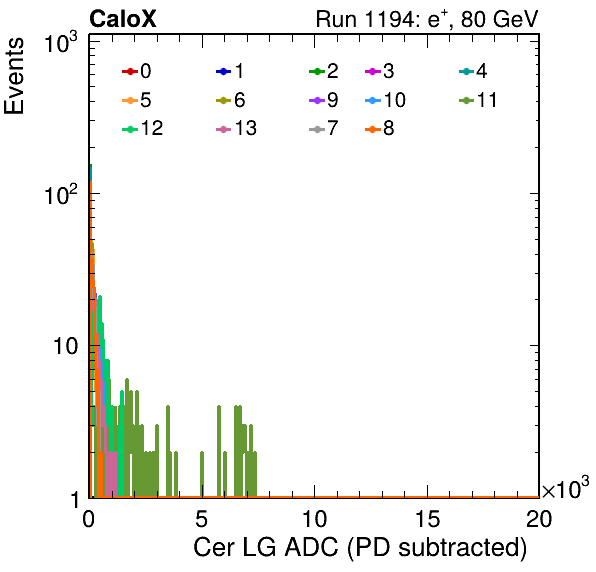 CaloX Run 1194: e⁺, 80 GeV
Events
10³
0 1 2 3 4
5 6 9 10 11
12 13 7 8
10²
10
1
0 5 10 15 20
×10³
Cer LG ADC (PD subtracted)